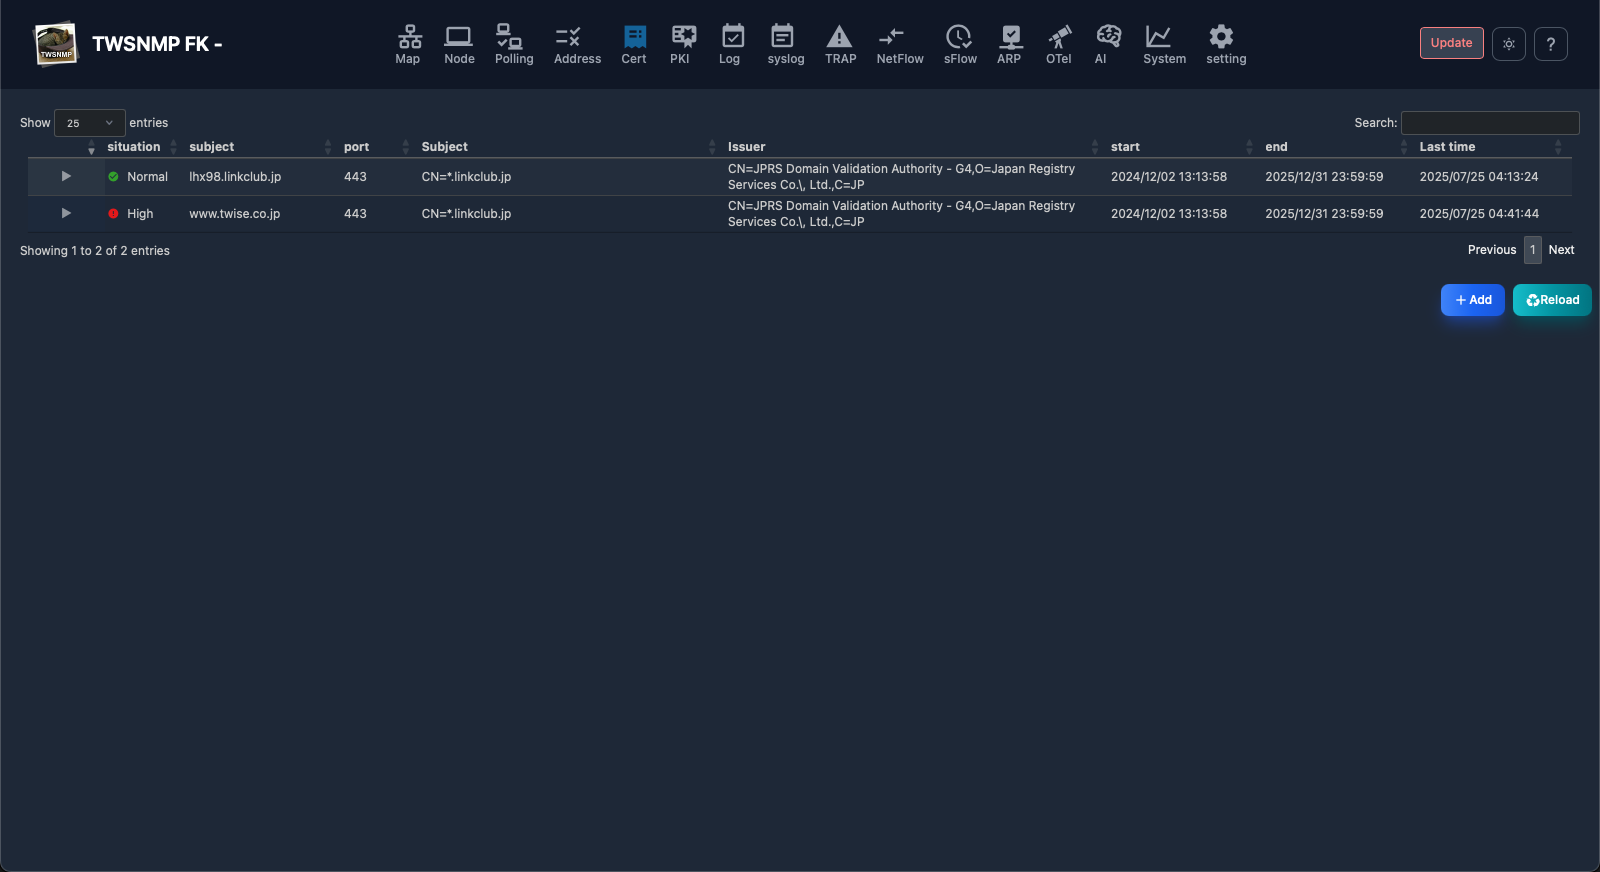 TWSNMP
TWSNMP FK -
Map Node Polling Address Cert PKI Log syslog TRAP NetFlow sFlow ARP OTel AI System setting
Update
?
Show 25 entries
Search:
situation subject port Subject Issuer start end Last time
Normal lhx98.linkclub.jp 443 CN=*.linkclub.jp CN=JPRS Domain Validation Authority - G4,O=Japan Registry 2024/12/02 13:13:58 2025/12/31 23:59:59 2025/07/25 04:13:24
Services Co.\, Ltd.,C=JP
High www.twise.co.jp 443 CN=*.linkclub.jp CN=JPRS Domain Validation Authority - G4,O=Japan Registry 2024/12/02 13:13:58 2025/12/31 23:59:59 2025/07/25 04:41:44
Services Co.\, Ltd.,C=JP
Showing 1 to 2 of 2 entries
Previous 1 Next
+ Add
Reload